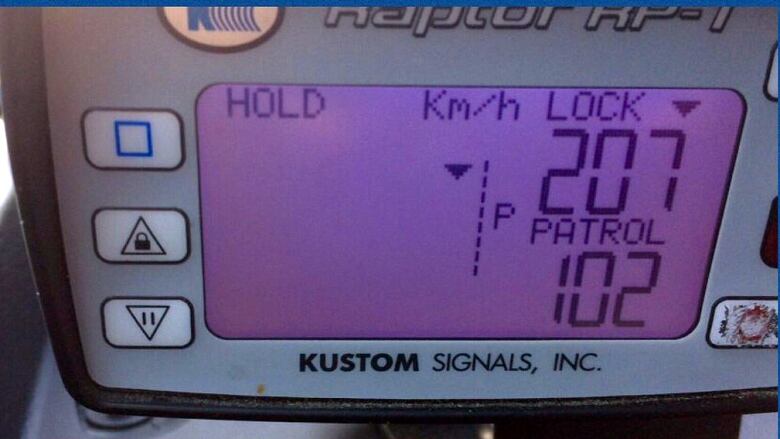 K
Raptor RP-1
HOLD Km/h LOCK
207
P PATROL
102
KUSTOM SIGNALS, INC.